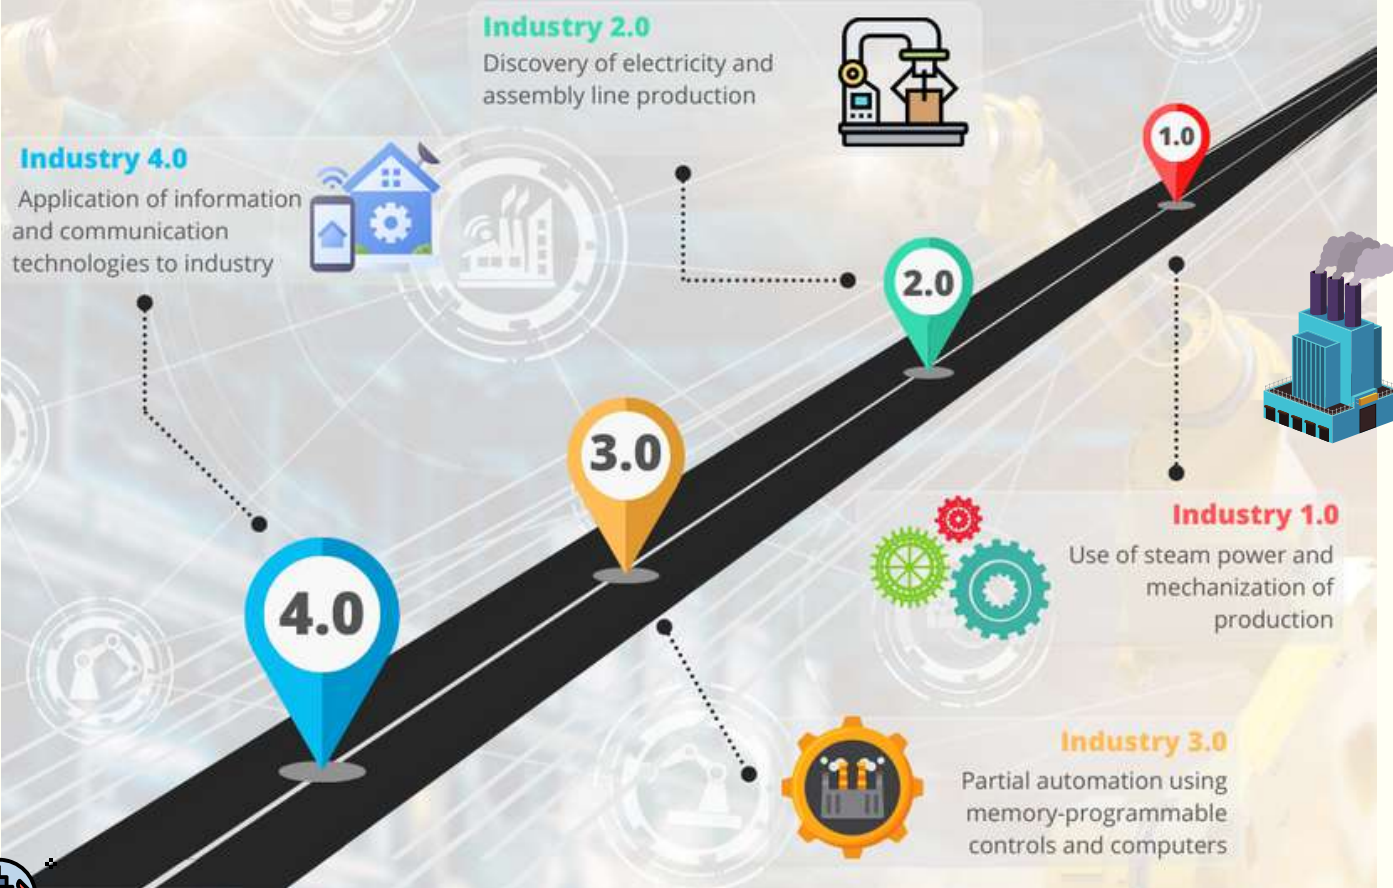 Industry 2.0
Discovery of electricity and
assembly line production
1.0
Industry 4.0
Application of information
and communication
technologies to industry
2.0
3.0
Industry 1.0
Use of steam power and
mechanization of
production
4.0
Industry 3.0
Partial automation using
memory-programmable
controls and computers